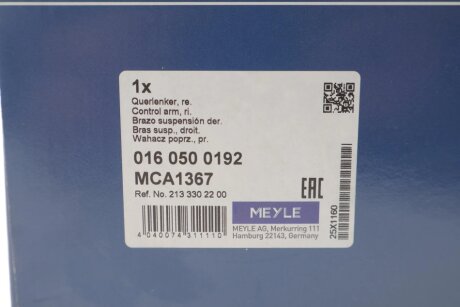 1x
Querlenker, re.
Control arm, ri.
Brazo suspensión der.
Bras susp., droit.
Wahacz poprz., pr.
016 050 0192
MCA1367
Ref. No. 213 330 22 00
EAC
MEYLE
MEYLE AG, Merkurring 111
Hamburg 22143, Germany
4 040074 311110
25X1160